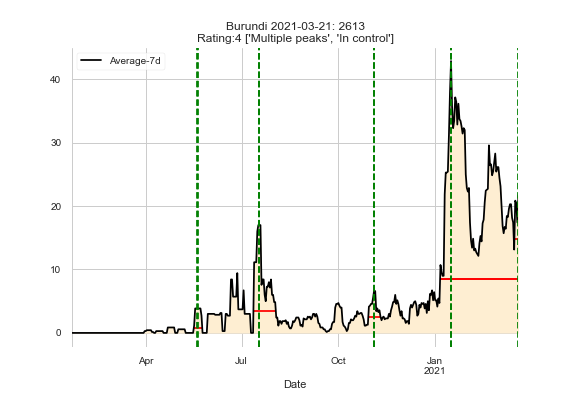 Burundi 2021-03-21: 2613
Rating:4 ['Multiple peaks', 'In control']
Average-7d
40
30
20
10
0
Apr
Jul
Oct
Jan
2021
Date